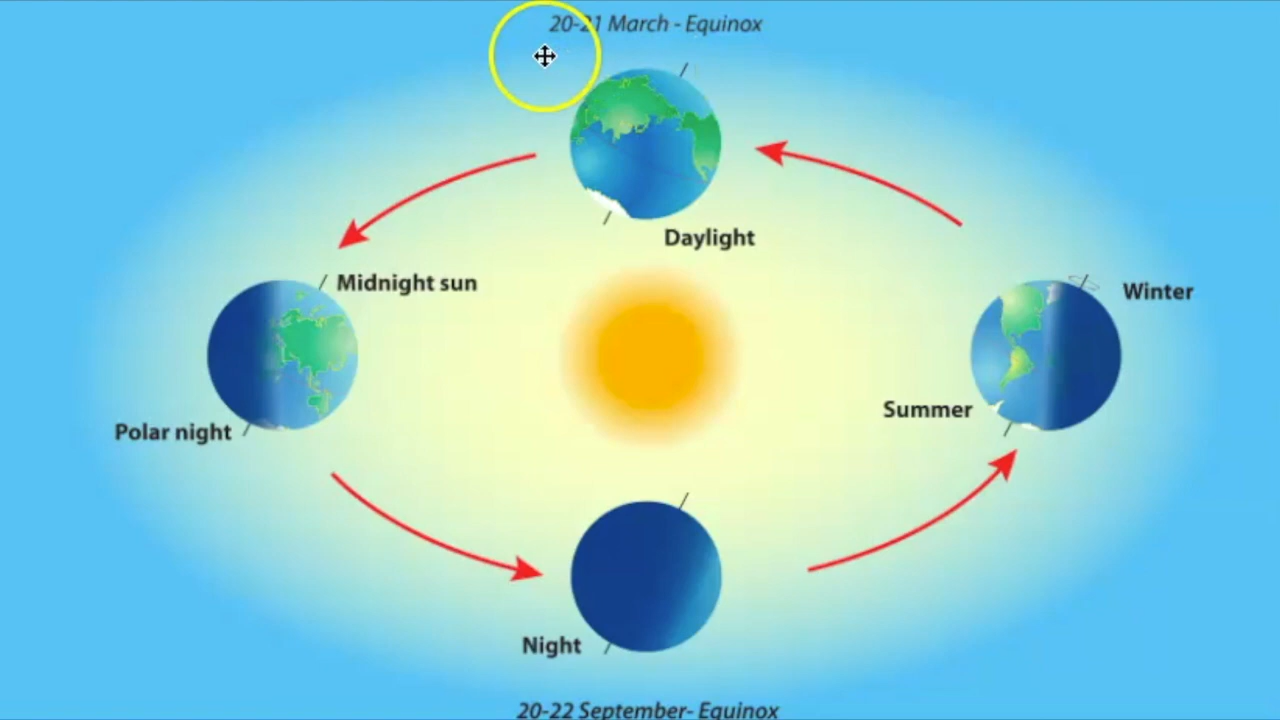 20-21 March - Equinox
Daylight
Midnight sun
Winter
Summer
Polar night
Night
20-22 September- Equinox